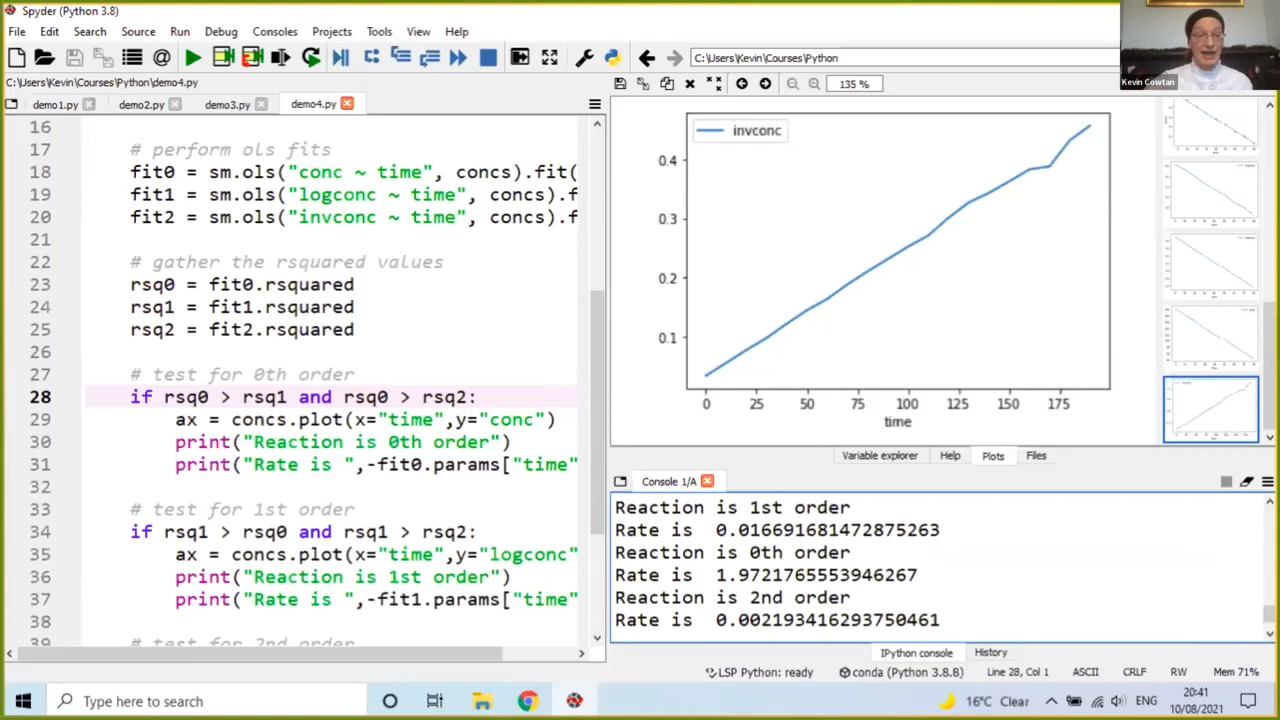 Spyder (Python 3.8)
File Edit Search Source Run Debug Consoles Projects Tools View Help
C:\Users\Kevin\Courses\Python
Kevin Cowtan
C:\Users\Kevin\Courses\Python\demo4.py
135 %
demo1.py demo2.py demo3.py demo4.py
16
17 # perform ols fits
18 fit0 = sm.ols("conc ~ time", concs).fit(
19 fit1 = sm.ols("logconc ~ time", concs).f
20 fit2 = sm.ols("invconc ~ time", concs).f
21
22 # gather the rsquared values
23 rsq0 = fit0.rsquared
24 rsq1 = fit1.rsquared
25 rsq2 = fit2.rsquared
26
27 # test for 0th order
28 if rsq0 > rsq1 and rsq0 > rsq2:
29 ax = concs.plot(x="time",y="conc")
30 print("Reaction is 0th order")
31 print("Rate is ",-fit0.params["time"
32
33 # test for 1st order
34 if rsq1 > rsq0 and rsq1 > rsq2:
35 ax = concs.plot(x="time",y="logconc"
36 print("Reaction is 1st order")
37 print("Rate is ",-fit1.params["time"
38
39 # test for 2nd order
invconc
0.4
0.3
0.2
0.1
0 25 50 75 100 125 150 175
time
Variable explorer Help Plots Files
Console 1/A
Reaction is 1st order
Rate is 0.016691681472875263
Reaction is 0th order
Rate is 1.9721765553946267
Reaction is 2nd order
Rate is 0.0021934162937504​61
IPython console History
LSP Python: ready conda (Python 3.8.8) Line 28, Col 1 ASCII CRLF RW Mem 71%
Type here to search
16°C Clear
ENG
20:41
10/08/2021